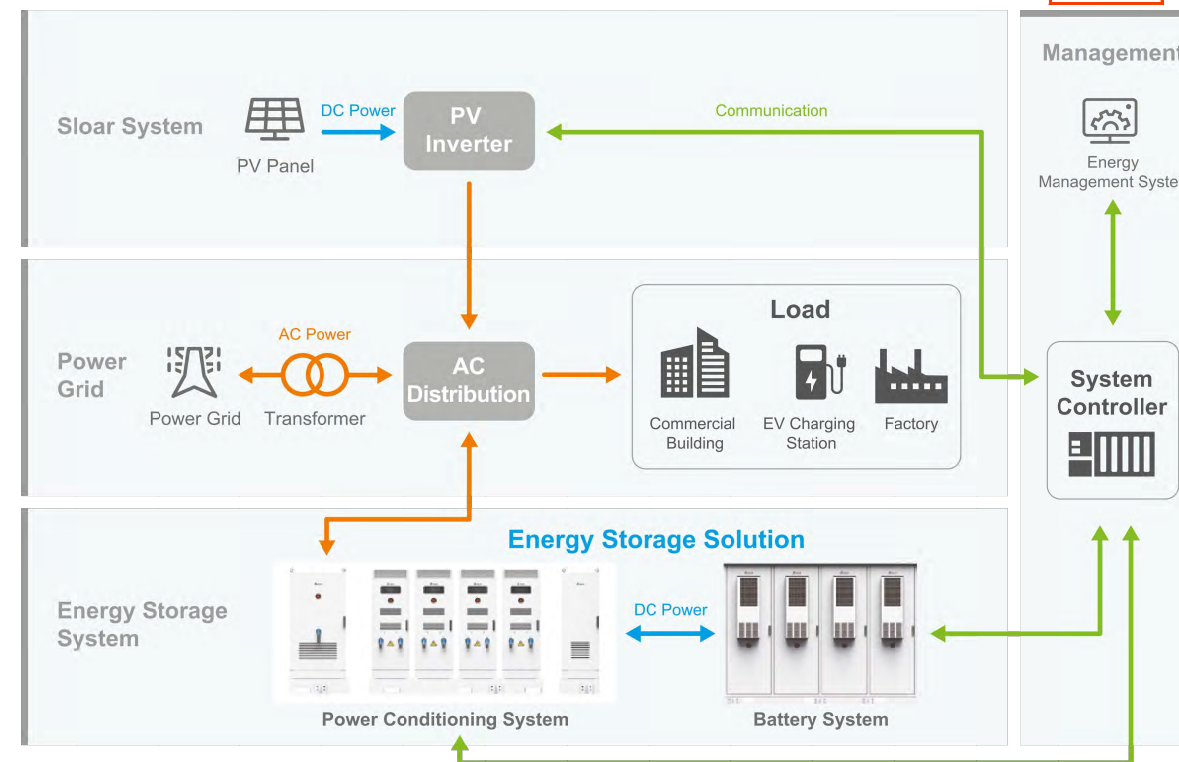 Management
Sloar System
PV Panel
DC Power
PV
Inverter
Communication
Energy
Management Syste
Power
Grid
Power Grid
AC Power
Transformer
AC
Distribution
Load
Commercial
Building
EV Charging
Station
Factory
System
Controller
Energy Storage
System
Energy Storage Solution
DC Power
Power Conditioning System
Battery System